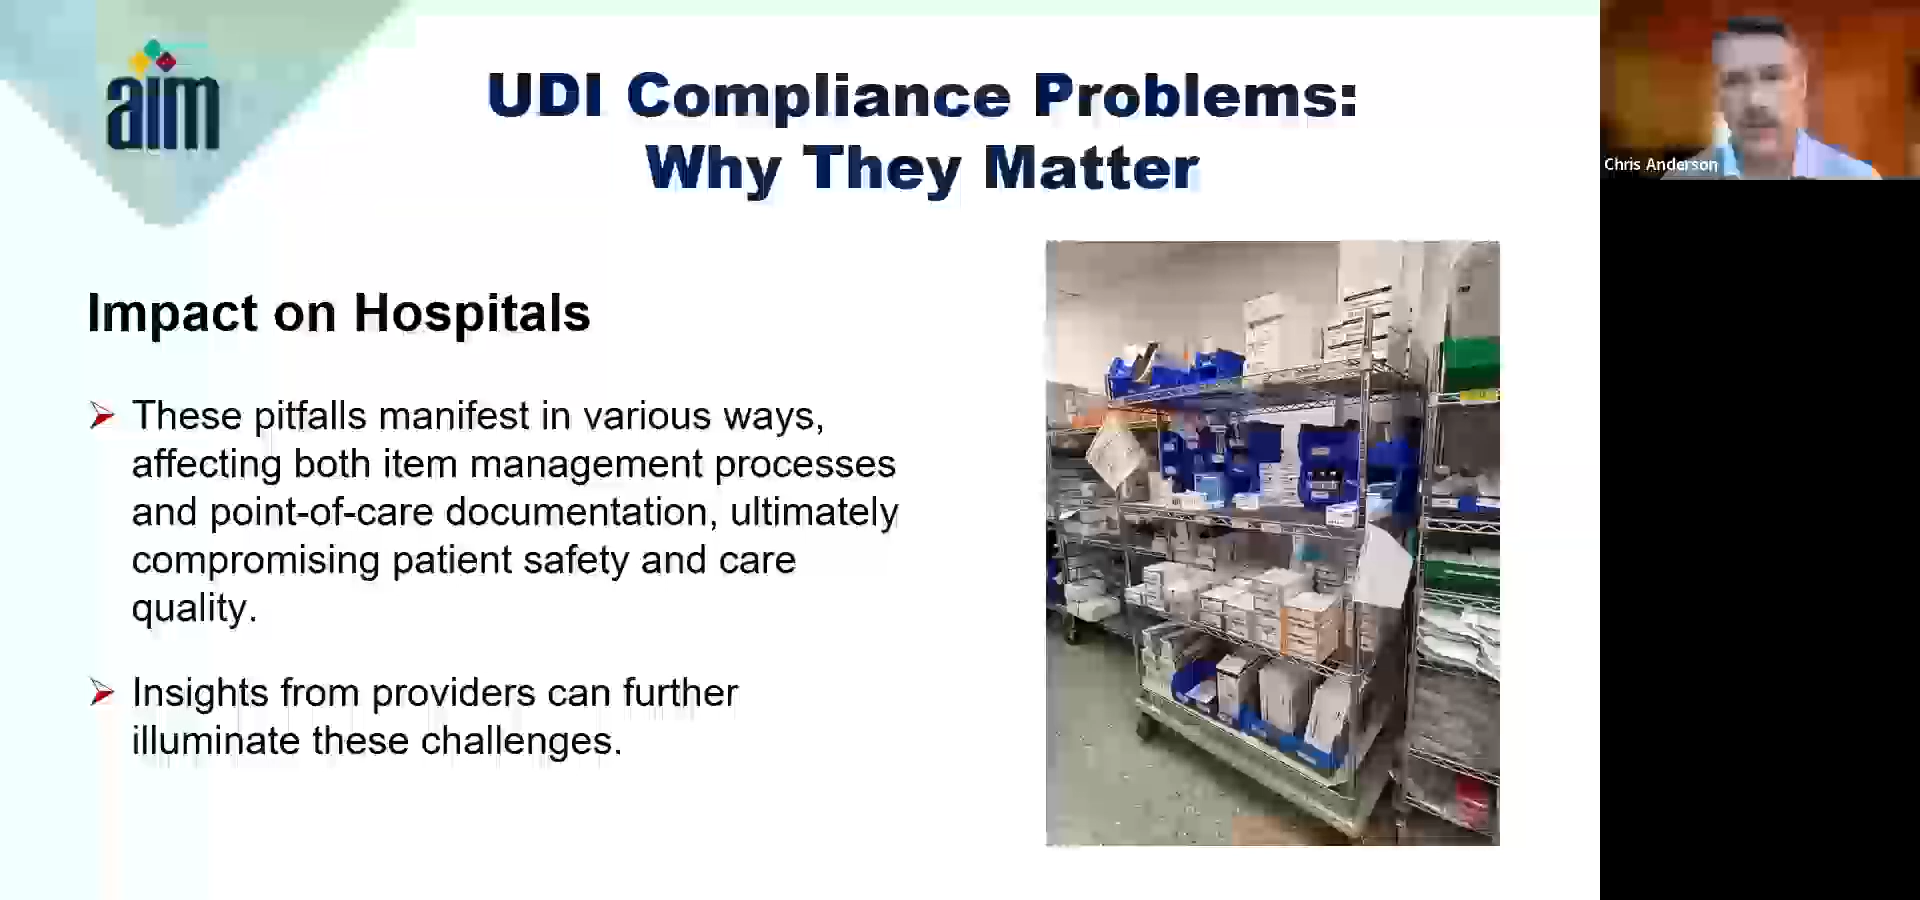 aim
UDI Compliance Problems:
Why They Matter
Chris Anderson
Impact on Hospitals
These pitfalls manifest in various ways,
affecting both item management processes
and point-of-care documentation, ultimately
compromising patient safety and care
quality.
Insights from providers can further
illuminate these challenges.